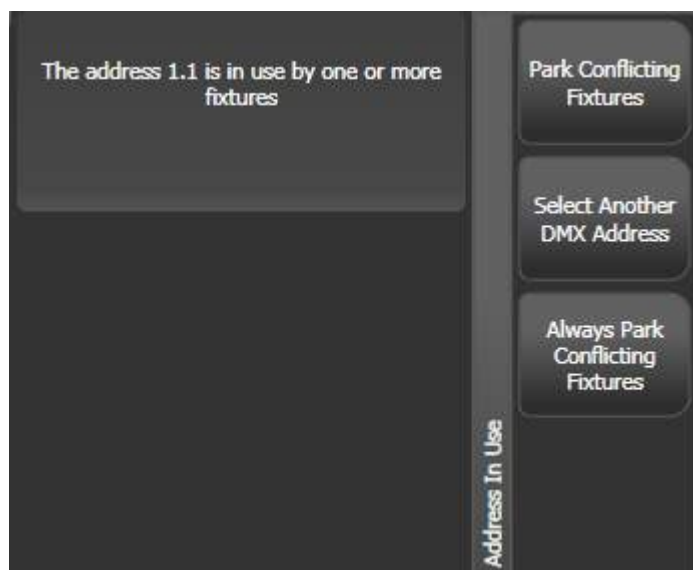 The address 1.1 is in use by one or more
fixtures
Park Conflicting
Fixtures
Select Another
DMX Address
Always Park
Conflicting
Fixtures
Address In Use